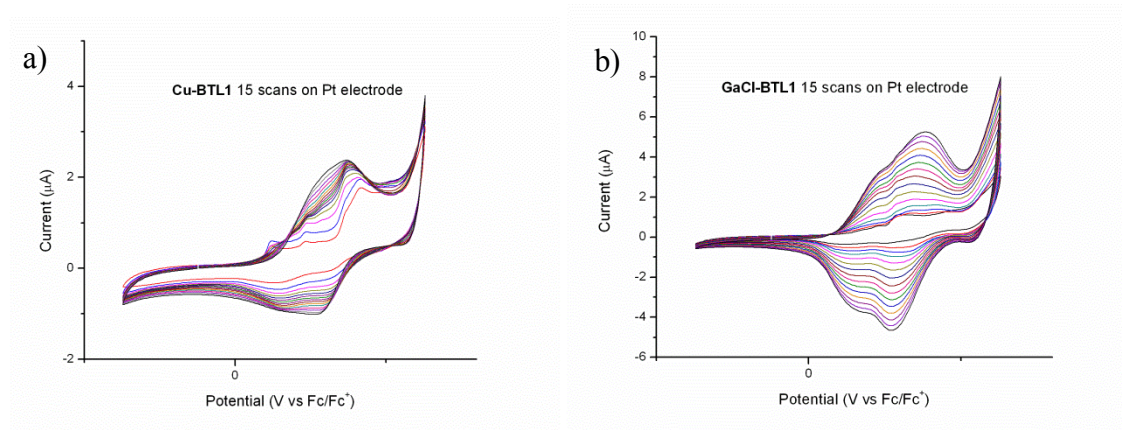 a)
Cu-BTL1 15 scans on Pt electrode
4
2
0
-2
Current (µA)
0
Potential (V vs Fc/Fc⁺)
b)
GaCl-BTL1 15 scans on Pt electrode
10
8
6
4
2
0
-2
-4
-6
Current (µA)
0
Potential (V vs Fc/Fc⁺)